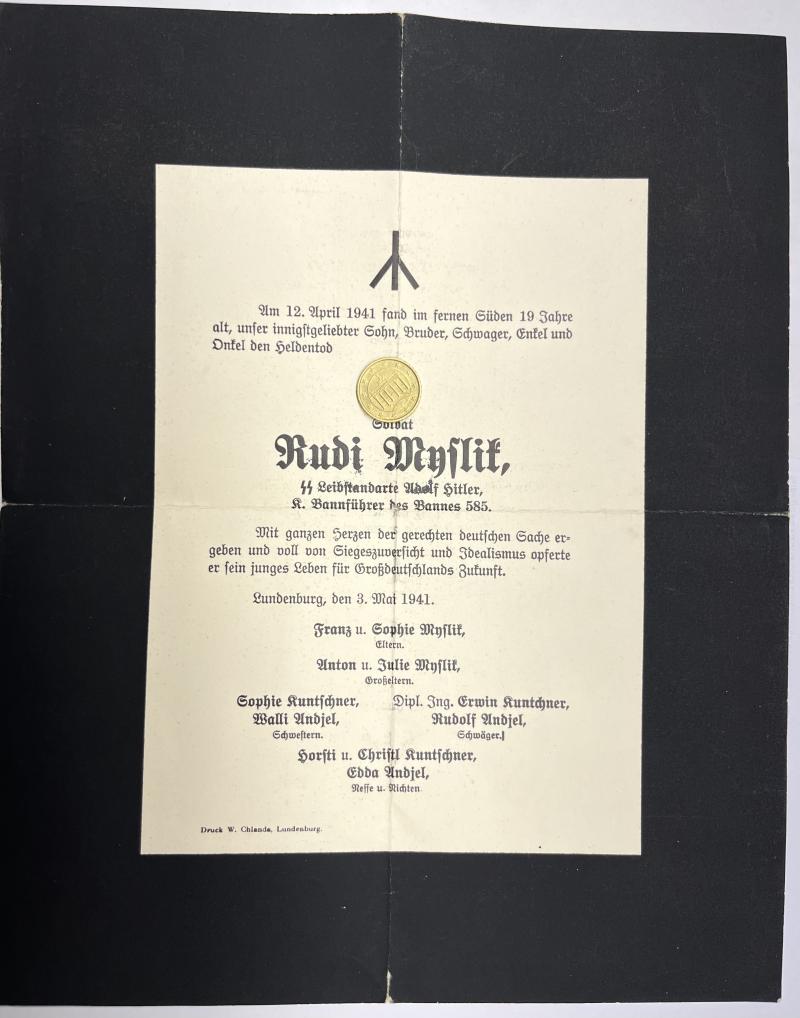 Am 12. April 1941 fand im fernen Süden 19 Jahre
alt, unser innigstgeliebter Sohn, Bruder, Schwager, Enkel und
Onkel den Heldentod
Soldat
Rudi Myslik,
ᛋᛋ Leibstandarte Adolf Hitler,
K. Bannführer des Bannes 585.
Mit ganzen Herzen der gerechten deutschen Sache er-
geben und voll von Siegeszuversicht und Idealismus opferte
er sein junges Leben für Großdeutschlands Zukunft.
Lundenburg, den 3. Mai 1941.
Franz u. Sophie Myslik,
Eltern.
Anton u. Julie Myslik,
Großeltern.
Sophie Kuntschner,
Walli Andjel,
Schwestern.
Dipl. Ing. Erwin Kuntchner,
Rudolf Andjel,
Schwäger.
Horsti u. Christl Kuntschner,
Edda Andjel,
Neffe u. Nichten.
Druck W. Chlanda, Lundenburg.